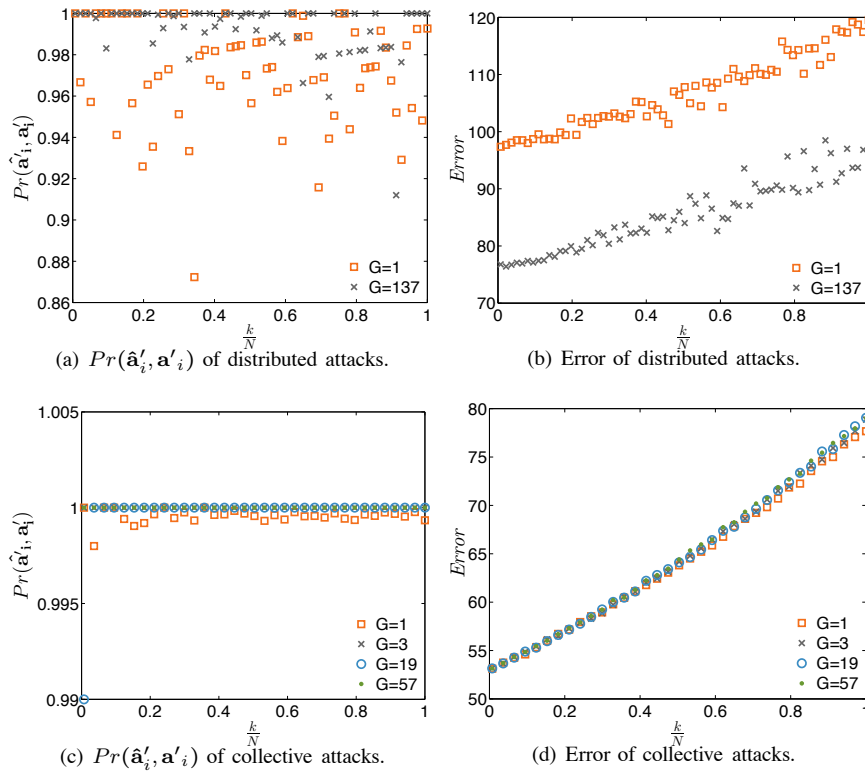 1
0.98
0.96
0.94
0.92
0.9
0.88
0.86
Pr(â'ᵢ, a'ᵢ)
0 0.2 0.4 0.6 0.8 1
k/N
G=1
G=137
(a) Pr(â'ᵢ, a'ᵢ) of distributed attacks.
120
110
100
90
80
70
Error
0 0.2 0.4 0.6 0.8 1
k/N
G=1
G=137
(b) Error of distributed attacks.
1.005
1
0.995
0.990
Pr(â'ᵢ, a'ᵢ)
0 0.2 0.4 0.6 0.8 1
k/N
G=1
G=3
G=19
G=57
(c) Pr(â'ᵢ, a'ᵢ) of collective attacks.
80
75
70
65
60
55
50
Error
0 0.2 0.4 0.6 0.8 1
k/N
G=1
G=3
G=19
G=57
(d) Error of collective attacks.